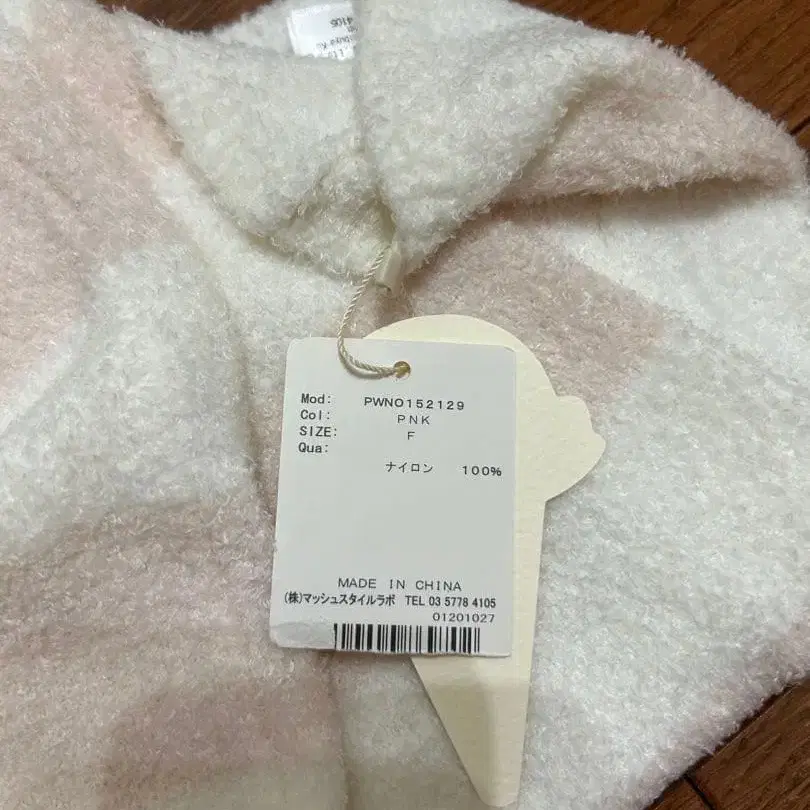 4105
Mod: PWNO152129
Col: PNK
SIZE: F
Qua:
ナイロン 100%
MADE IN CHINA
(株)マッシュスタイルラボ TEL 03 5778 4105
01201027